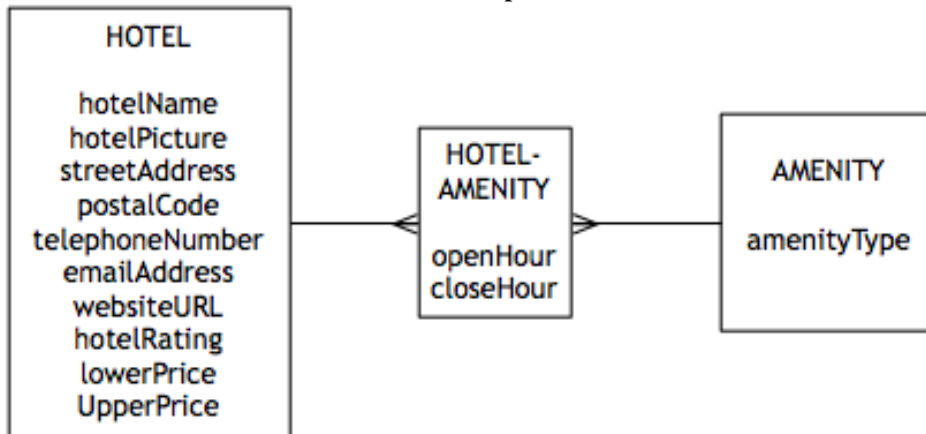 HOTEL
hotelName
hotelPicture
streetAddress
postalCode
telephoneNumber
emailAddress
websiteURL
hotelRating
lowerPrice
UpperPrice
HOTEL-
AMENITY
openHour
closeHour
AMENITY
amenityType